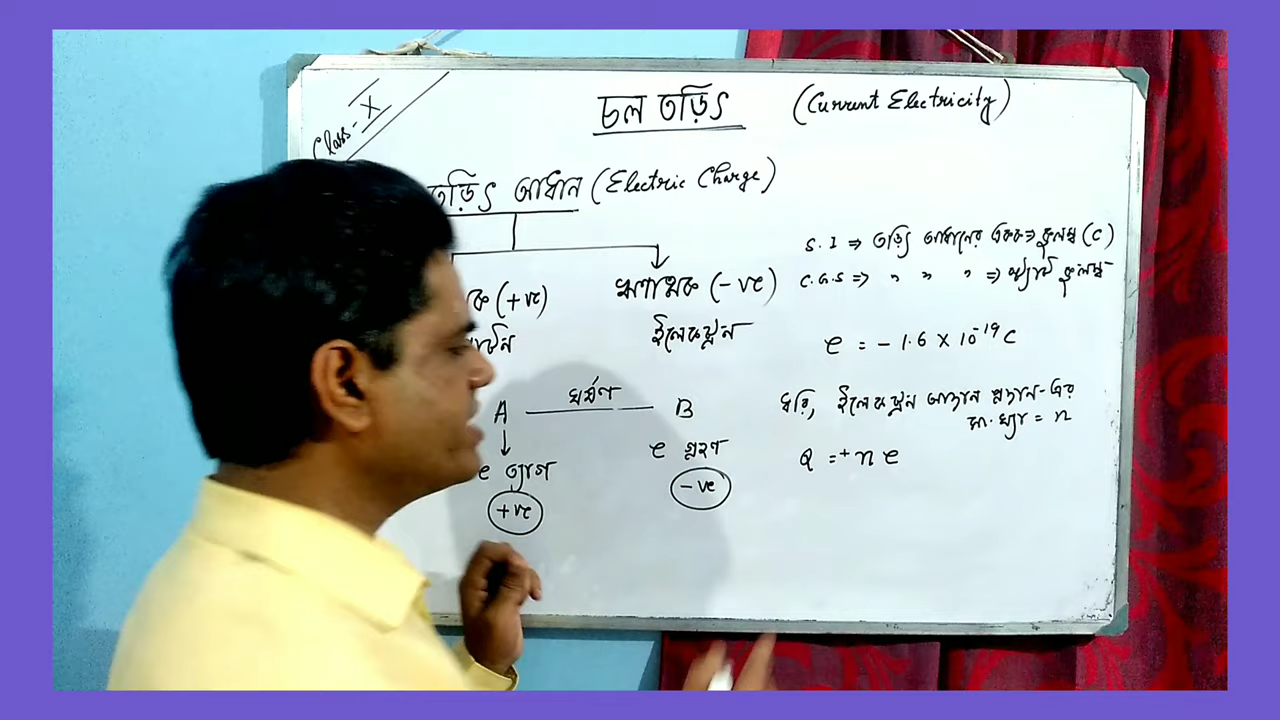 Class - X
চল তড়িৎ (Current Electricity)
তড়িৎ আধান (Electric Charge)
ক (+ve) ঋণাত্মক (-ve)
র্টন ইলেকট্রন
A ঘর্ষণ B
e ত্যাগ e গ্রহণ
+ve -ve
S.I ⇒ তড়িৎ আধানের একক ⇒ কুলম্ব (C)
C.G.S ⇒ " " " ⇒ স্ট্যাট কুলম্ব
e = - 1.6 × 10⁻¹⁹ C
ধরি, ইলেকট্রন আদান প্রদান-এর
সংখ্যা = n
Q = + n e